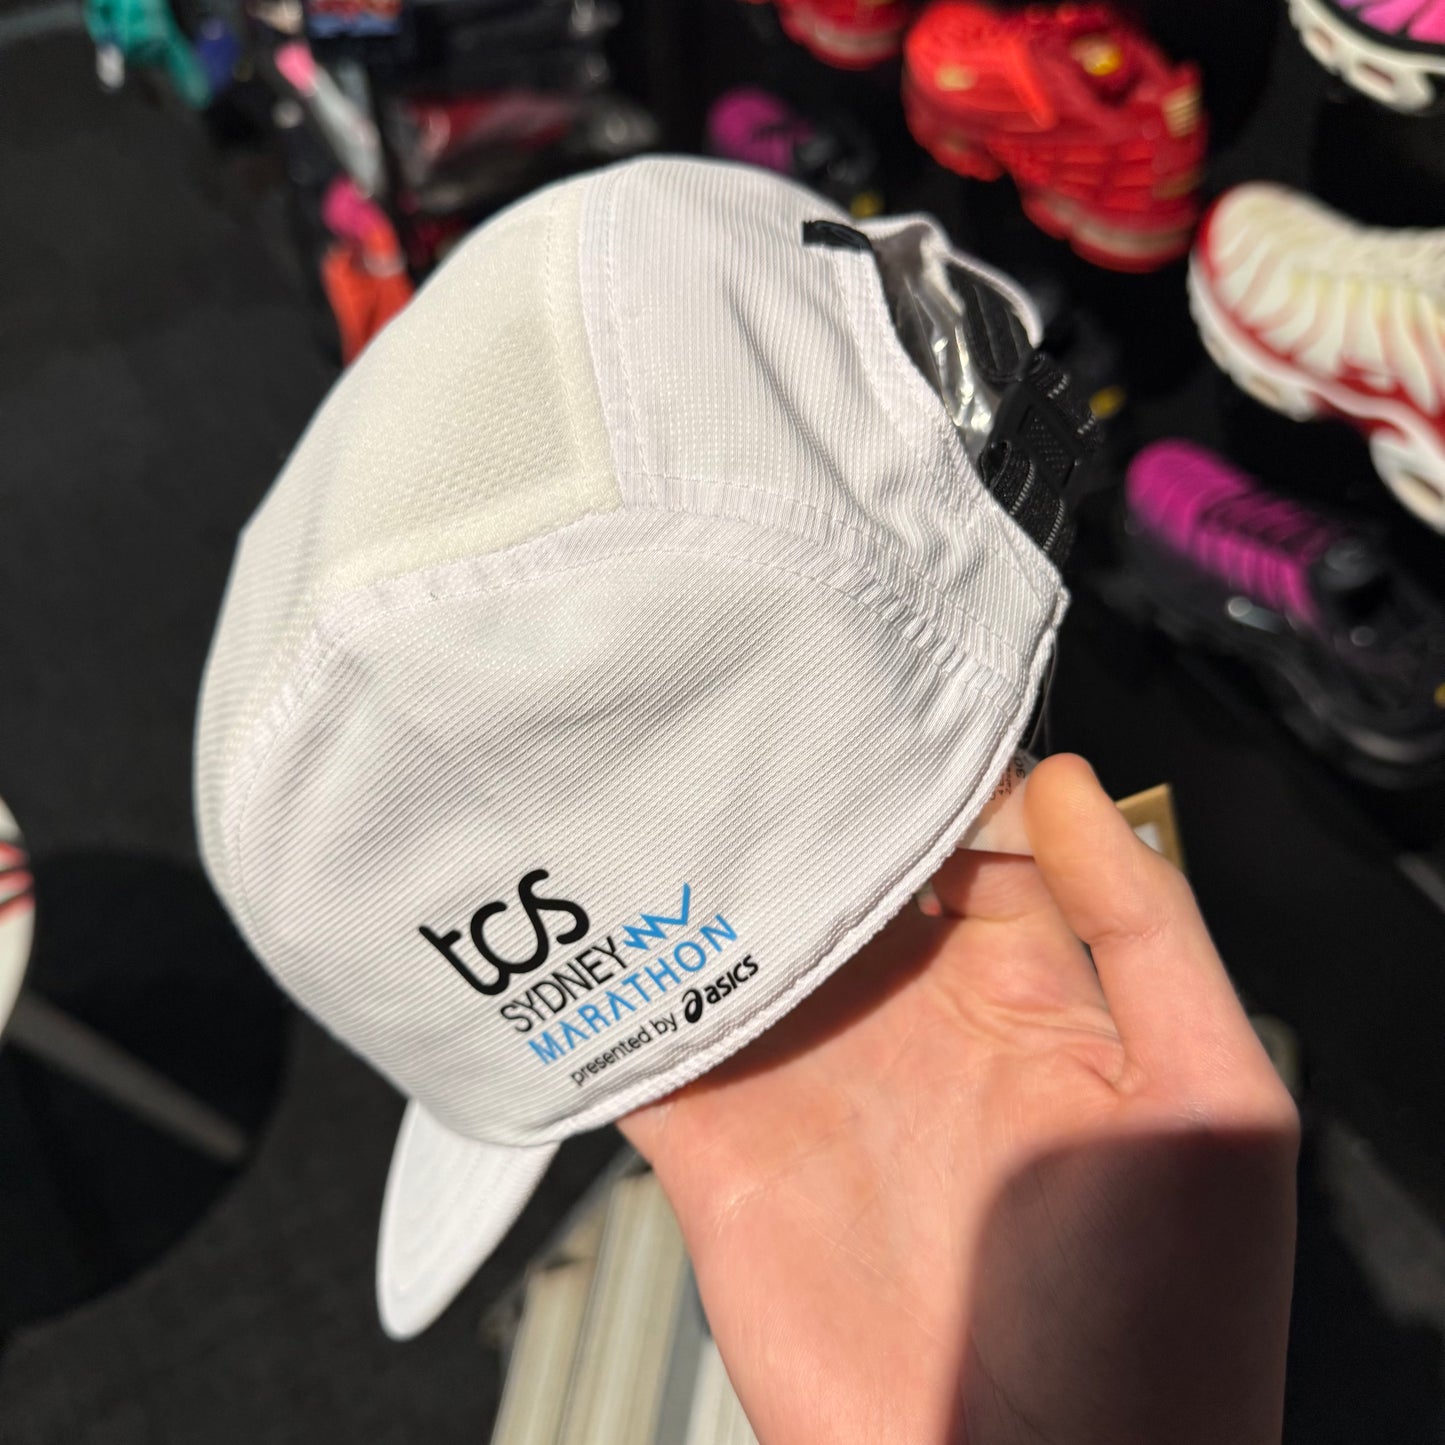 tcs
SYDNEY
MARATHON
presented by asics